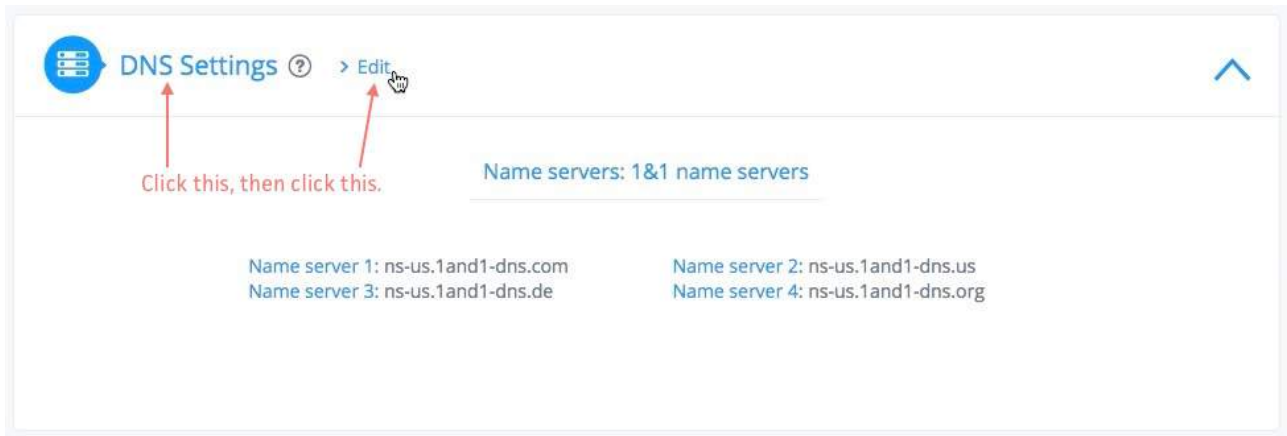 DNS Settings ? > Edit
Click this, then click this.
Name servers: 1&1 name servers
Name server 1: ns-us.1and1-dns.com
Name server 2: ns-us.1and1-dns.us
Name server 3: ns-us.1and1-dns.de
Name server 4: ns-us.1and1-dns.org